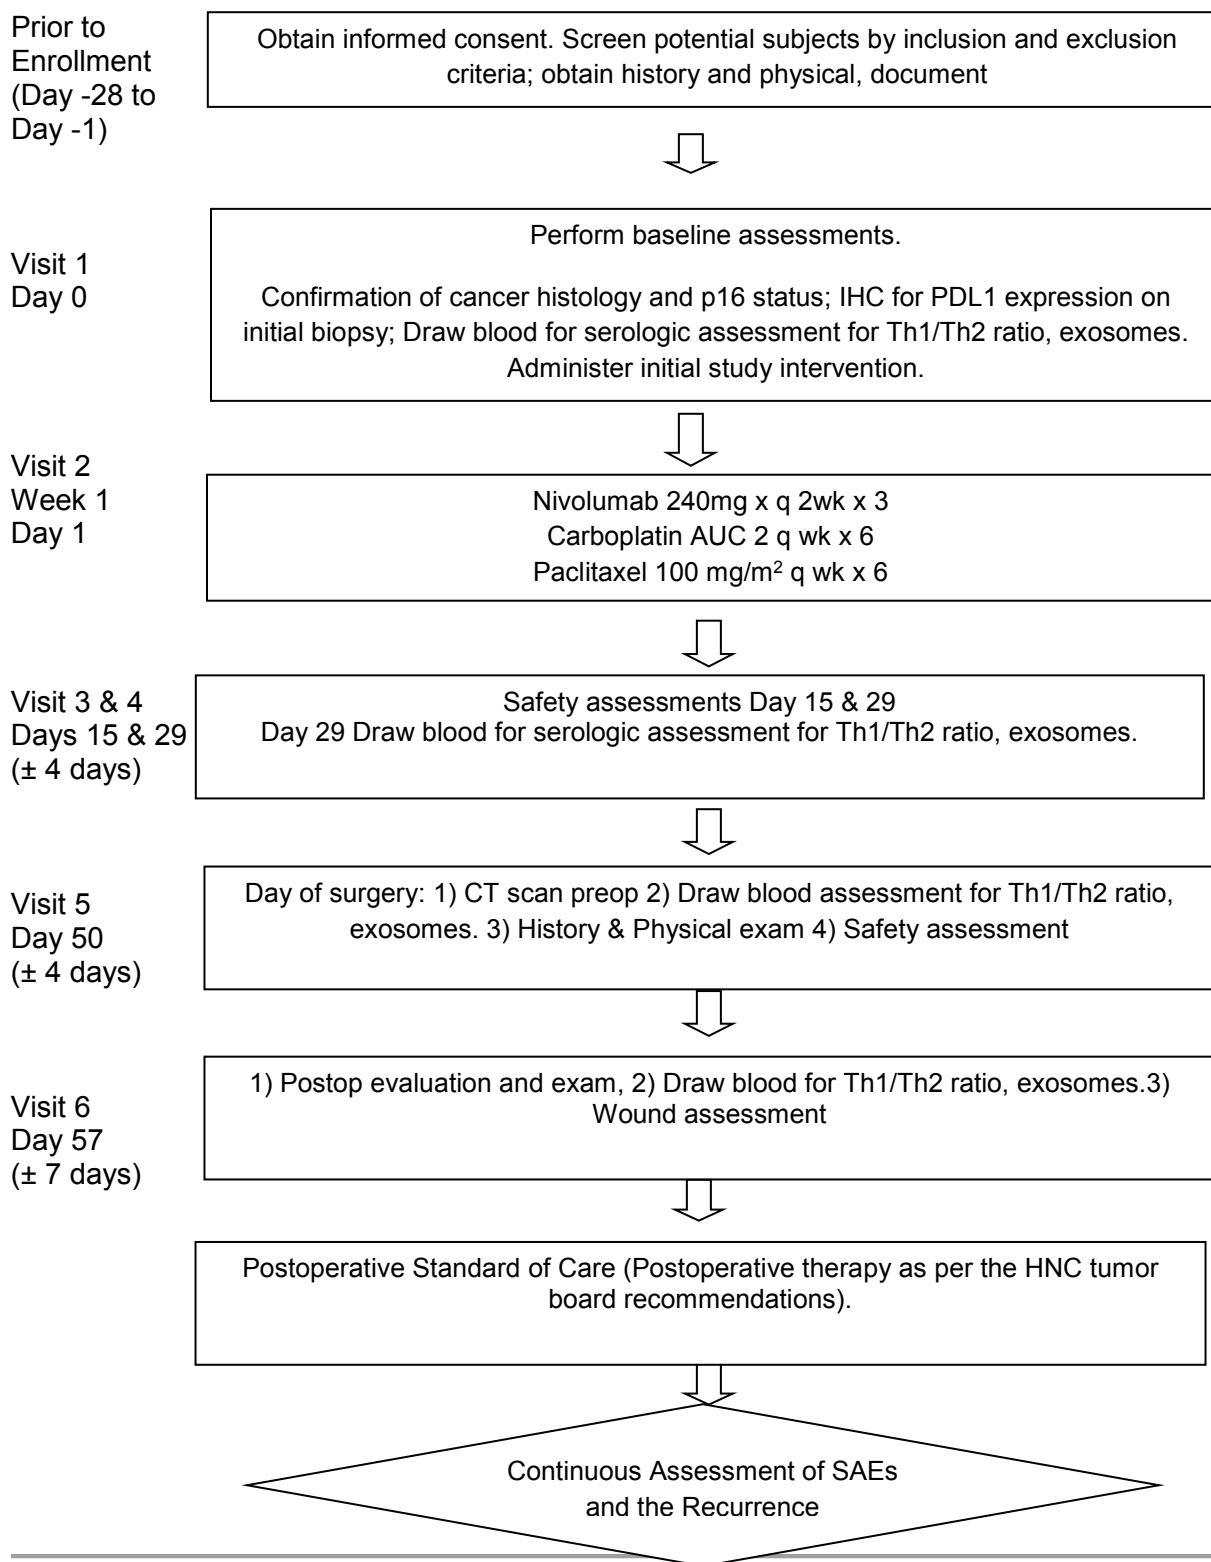 Prior to
Enrollment
(Day -28 to
Day -1)
Obtain informed consent. Screen potential subjects by inclusion and exclusion
criteria; obtain history and physical, document
Visit 1
Day 0
Perform baseline assessments.
Confirmation of cancer histology and p16 status; IHC for PDL1 expression on
initial biopsy; Draw blood for serologic assessment for Th1/Th2 ratio, exosomes.
Administer initial study intervention.
Visit 2
Week 1
Day 1
Nivolumab 240mg x q 2wk x 3
Carboplatin AUC 2 q wk x 6
Paclitaxel 100 mg/m² q wk x 6
Visit 3 & 4
Days 15 & 29
(± 4 days)
Safety assessments Day 15 & 29
Day 29 Draw blood for serologic assessment for Th1/Th2 ratio, exosomes.
Visit 5
Day 50
(± 4 days)
Day of surgery: 1) CT scan preop 2) Draw blood assessment for Th1/Th2 ratio,
exosomes. 3) History & Physical exam 4) Safety assessment
Visit 6
Day 57
(± 7 days)
1) Postop evaluation and exam, 2) Draw blood for Th1/Th2 ratio, exosomes.3)
Wound assessment
Postoperative Standard of Care (Postoperative therapy as per the HNC tumor
board recommendations).
Continuous Assessment of SAEs
and the Recurrence